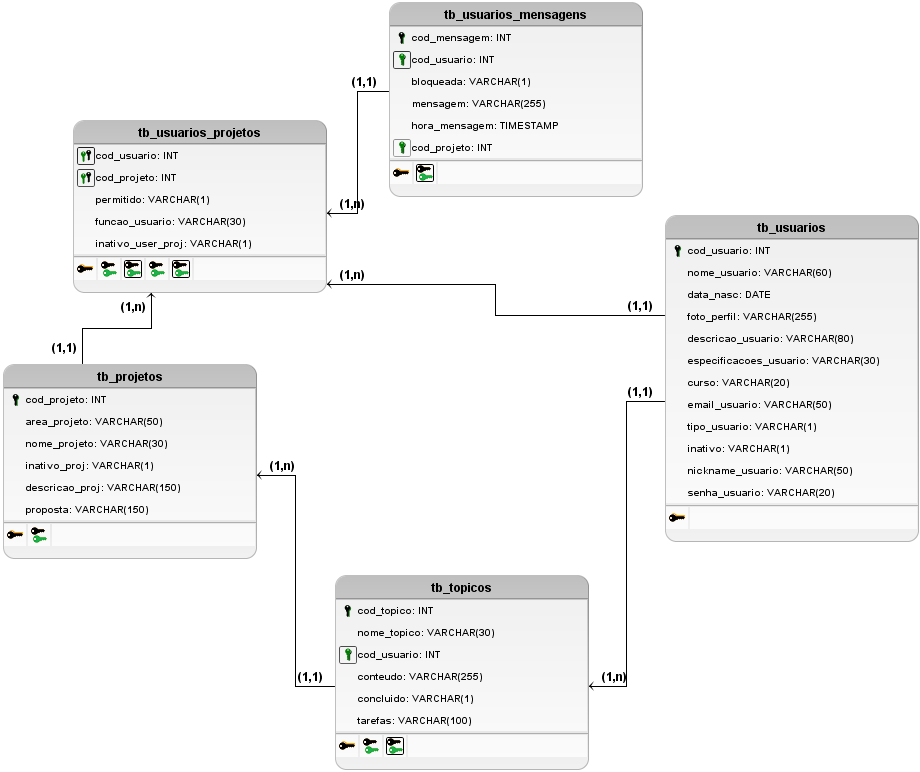 tb_usuarios_mensagens
cod_mensagem: INT
cod_usuario: INT
bloqueada: VARCHAR(1)
mensagem: VARCHAR(255)
hora_mensagem: TIMESTAMP
cod_projeto: INT
(1,1)
(1,n)
tb_usuarios_projetos
cod_usuario: INT
cod_projeto: INT
permitido: VARCHAR(1)
funcao_usuario: VARCHAR(30)
inativo_user_proj: VARCHAR(1)
(1,n)
(1,1)
tb_usuarios
cod_usuario: INT
nome_usuario: VARCHAR(60)
data_nasc: DATE
foto_perfil: VARCHAR(255)
descricao_usuario: VARCHAR(80)
especificacoes_usuario: VARCHAR(30)
curso: VARCHAR(20)
email_usuario: VARCHAR(50)
tipo_usuario: VARCHAR(1)
inativo: VARCHAR(1)
nickname_usuario: VARCHAR(50)
senha_usuario: VARCHAR(20)
(1,n)
(1,1)
tb_projetos
cod_projeto: INT
area_projeto: VARCHAR(50)
nome_projeto: VARCHAR(30)
inativo_proj: VARCHAR(1)
descricao_proj: VARCHAR(150)
proposta: VARCHAR(150)
(1,n)
(1,1)
(1,1)
(1,n)
tb_topicos
cod_topico: INT
nome_topico: VARCHAR(30)
cod_usuario: INT
conteudo: VARCHAR(255)
concluido: VARCHAR(1)
tarefas: VARCHAR(100)